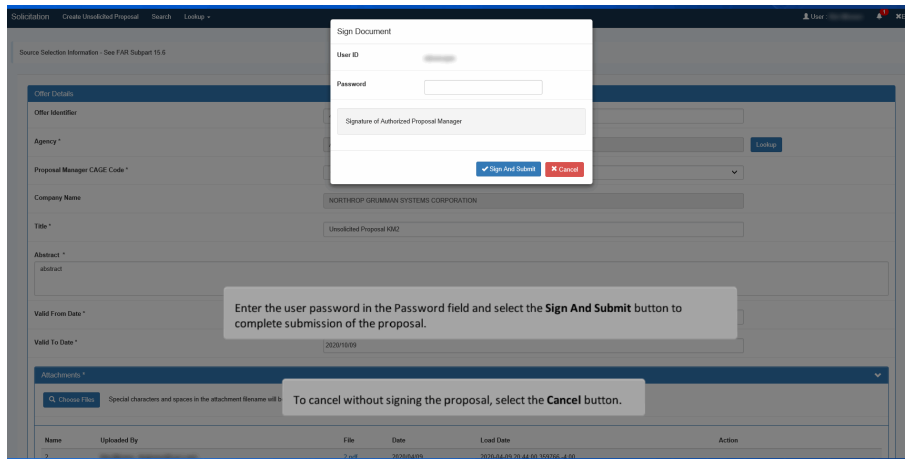 Solicitation Create Unsolicited Proposal Search Lookup
User
Sign Document
Source Selection Information - See FAR Subpart 15.6.
User ID
Password
Signature of Authorized Proposal Manager
Sign And Submit Cancel
Offer Details
Offer Identifier
Agency *
Lookup
Proposal Manager CAGE Code *
Company Name
NORTHROP GRUMMAN SYSTEMS CORPORATION
Title *
Unsolicited Proposal KM2
Abstract *
abstract
Enter the user password in the Password field and select the Sign And Submit button to
complete submission of the proposal.
Valid From Date *
Valid To Date *
2020/10/09
Attachments *
Choose Files Special characters and spaces in the attachment filename will b
To cancel without signing the proposal, select the Cancel button.
Name Uploaded By File Date Load Date Action